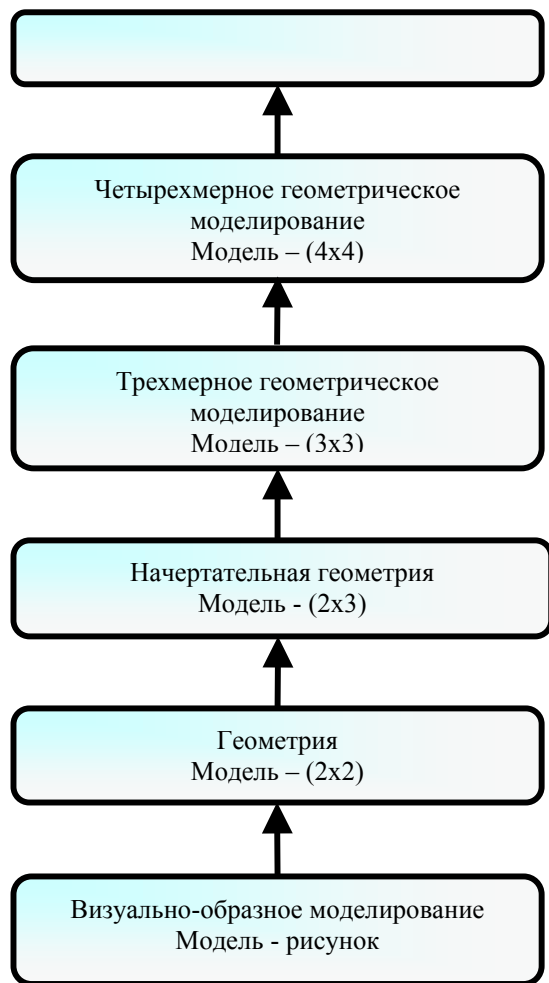 Четырехмерное геометрическое
моделирование
Модель – (4х4)
Трехмерное геометрическое
моделирование
Модель – (3х3)
Начертательная геометрия
Модель - (2х3)
Геометрия
Модель – (2х2)
Визуально-образное моделирование
Модель - рисунок